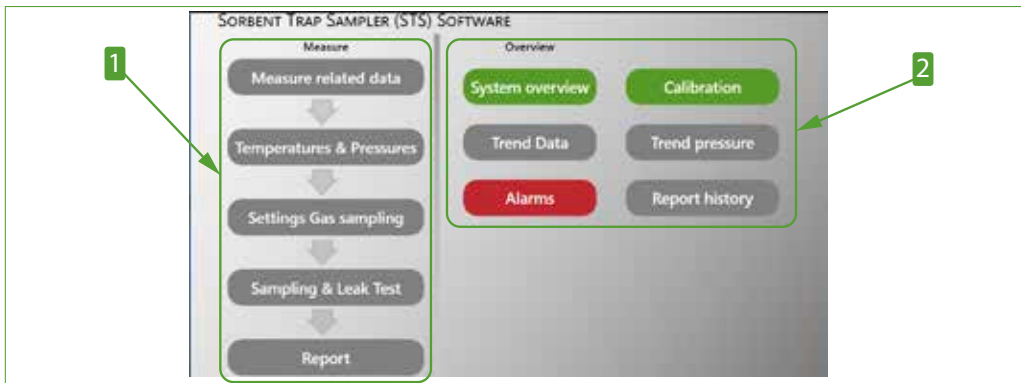 SORBENT TRAP SAMPLER (STS) SOFTWARE
Measure
1
Measure related data
Temperatures & Pressures
Settings Gas sampling
Sampling & Leak Test
Report
Overview
2
System overview
Calibration
Trend Data
Trend pressure
Alarms
Report history